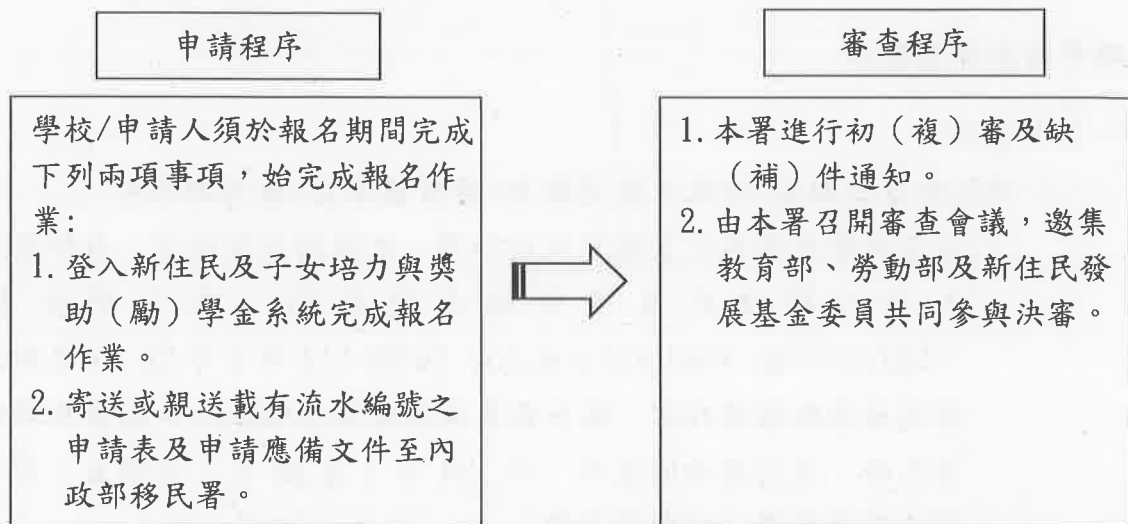 申請程序
學校/申請人須於報名期間完成
下列兩項事項，始完成報名作
業：
1. 登入新住民及子女培力與獎
助（勵）學金系統完成報名
作業。
2. 寄送或親送載有流水編號之
申請表及申請應備文件至內
政部移民署。
審查程序
1. 本署進行初（複）審及缺
（補）件通知。
2. 由本署召開審查會議，邀集
教育部、勞動部及新住民發
展基金委員共同參與決審。